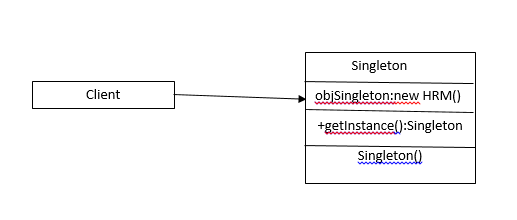 Singleton
Client
objSingleton:new HRM()
+getInstance():Singleton
Singleton()